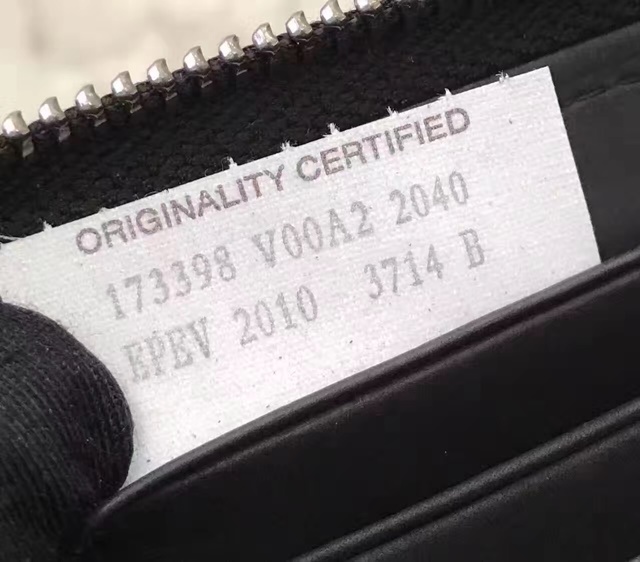 ORIGINALITY CERTIFIED
173398 V00A2 2040
EPEV 2010 3714 B